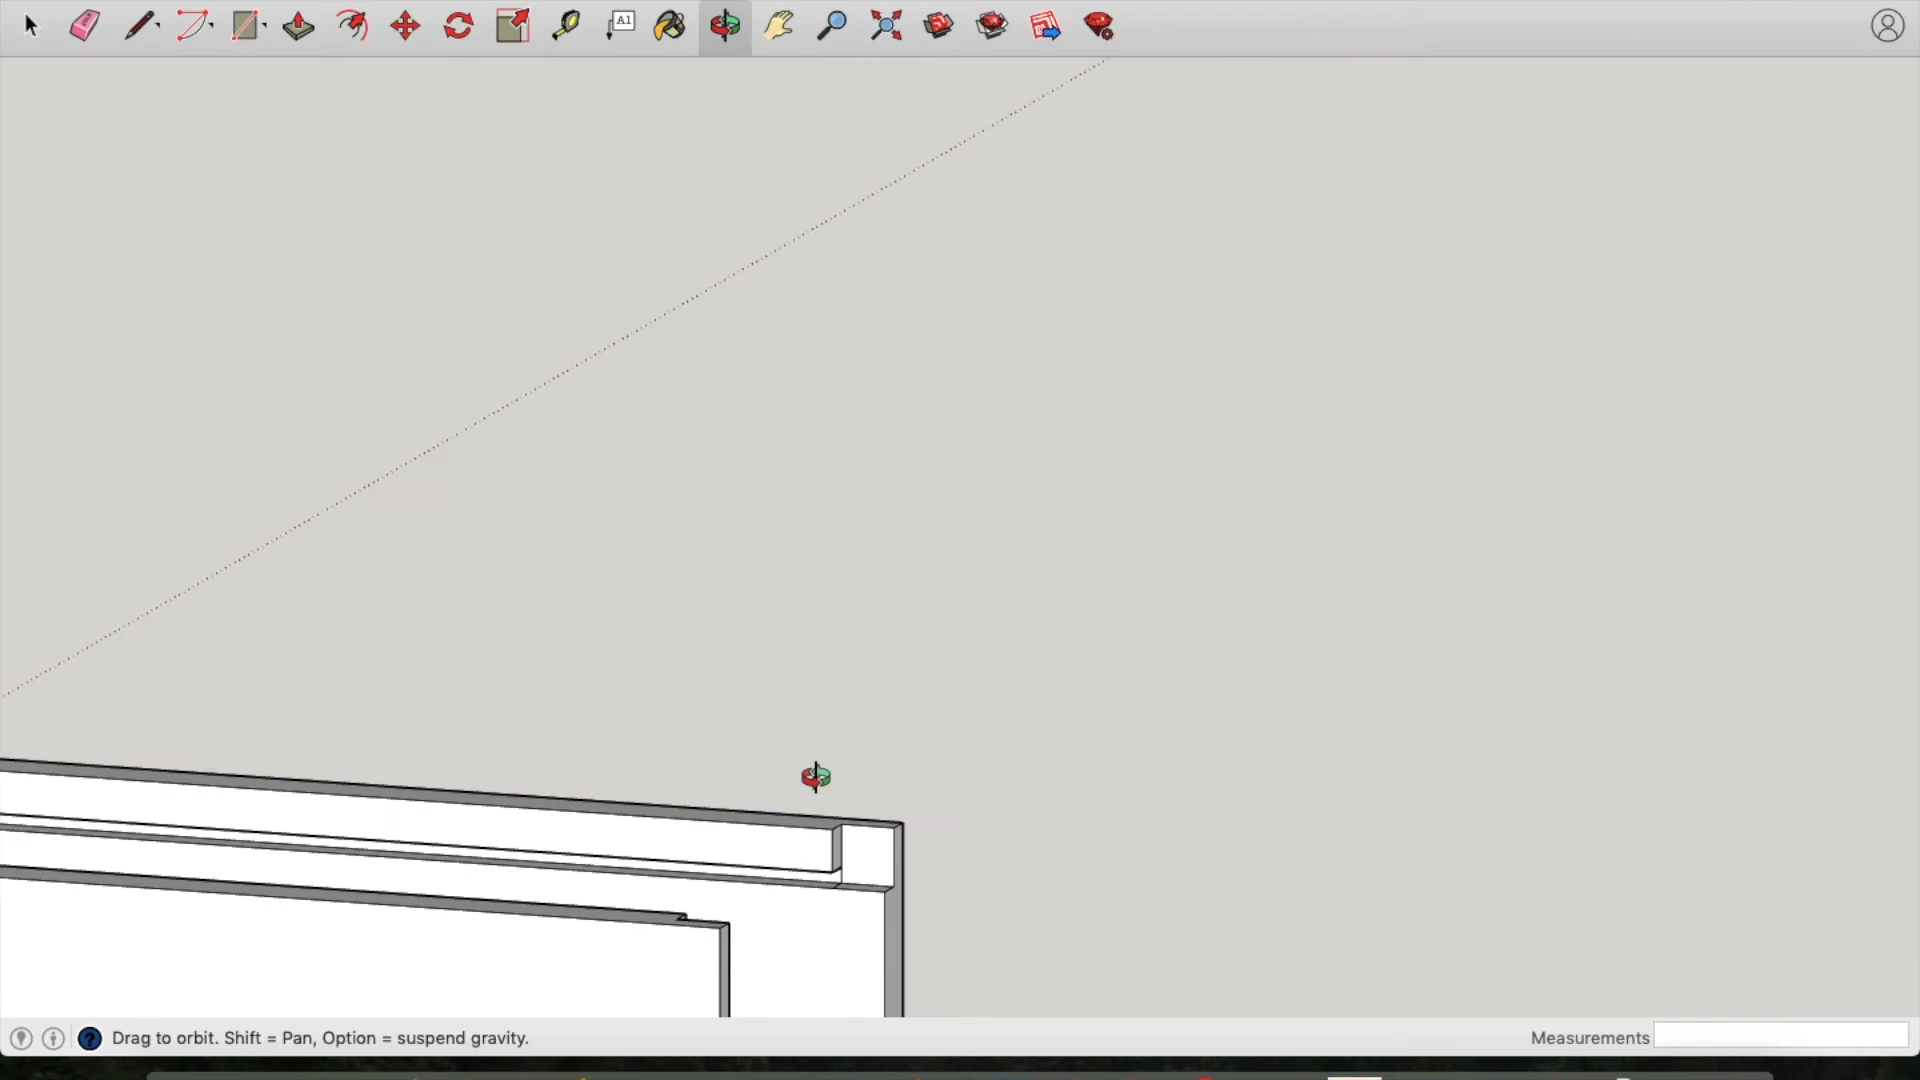 A1
Drag to orbit. Shift = Pan, Option = suspend gravity.
Measurements